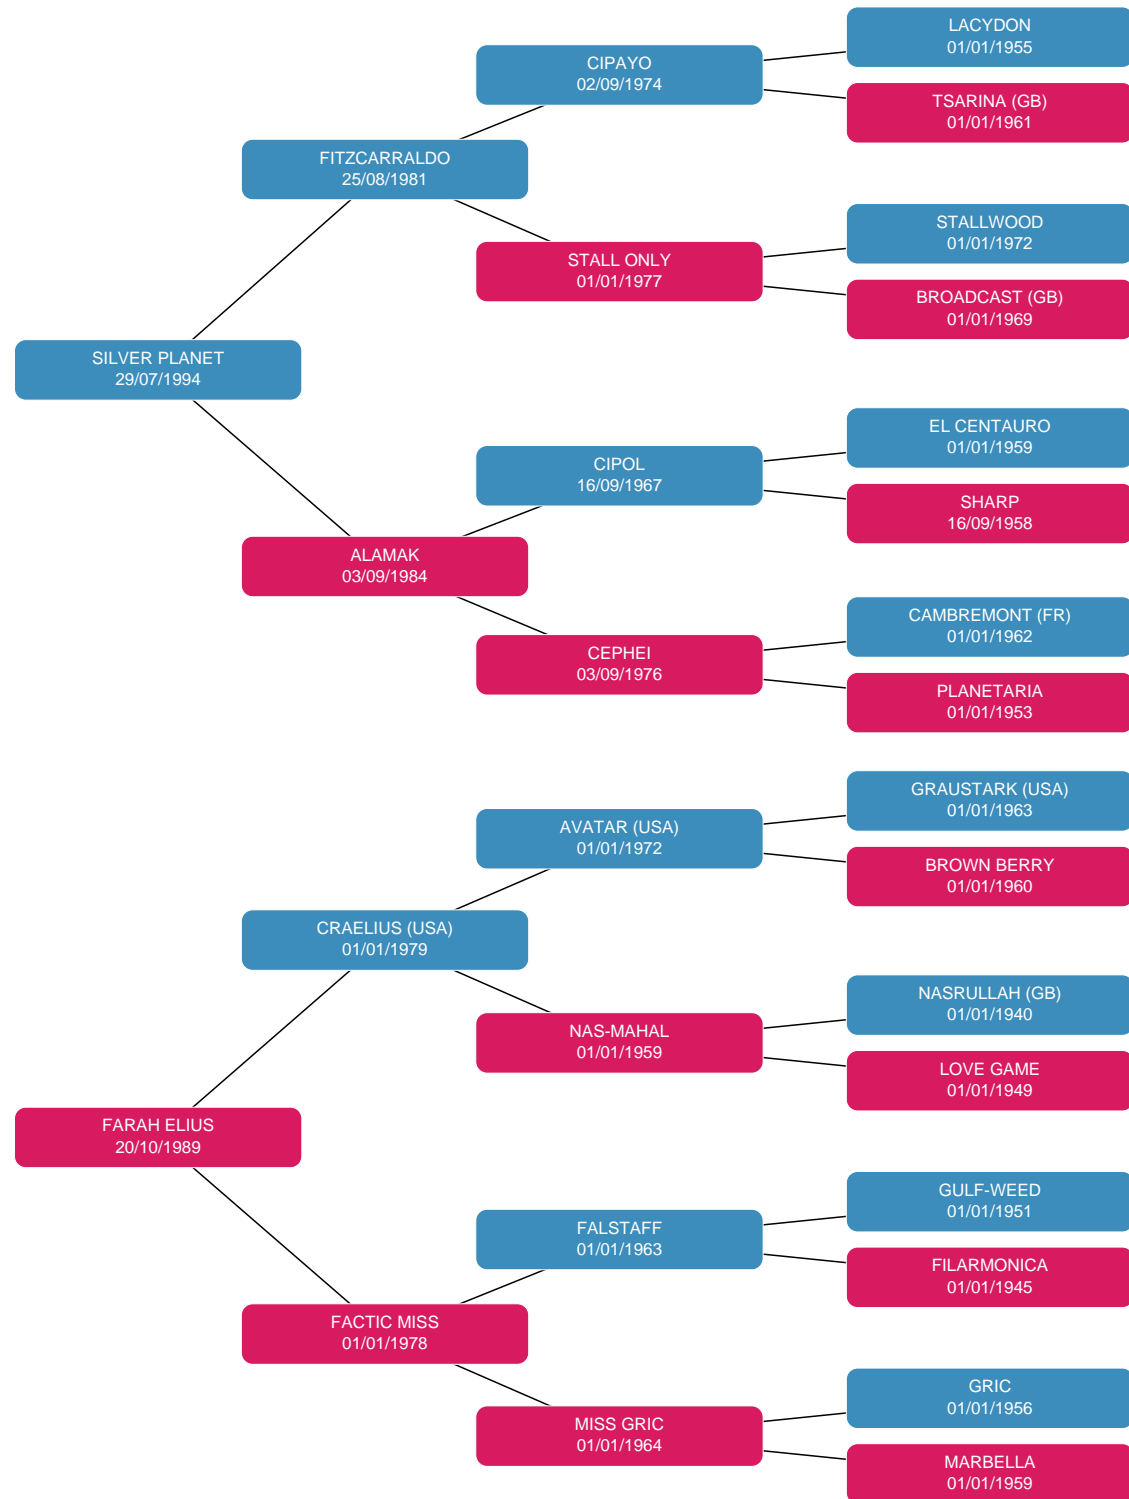 LACYDON
01/01/1955
CIPAYO
02/09/1974
TSARINA (GB)
01/01/1961
FITZCARRALDO
25/08/1981
STALLWOOD
01/01/1972
STALL ONLY
01/01/1977
BROADCAST (GB)
01/01/1969
SILVER PLANET
29/07/1994
EL CENTAURO
01/01/1959
CIPOL
16/09/1967
SHARP
16/09/1958
ALAMAK
03/09/1984
CAMBREMONT (FR)
01/01/1962
CEPHEI
03/09/1976
PLANETARIA
01/01/1953
GRAUSTARK (USA)
01/01/1963
AVATAR (USA)
01/01/1972
BROWN BERRY
01/01/1960
CRAELIUS (USA)
01/01/1979
NASRULLAH (GB)
01/01/1940
NAS-MAHAL
01/01/1959
LOVE GAME
01/01/1949
FARAH ELIUS
20/10/1989
GULF-WEED
01/01/1951
FALSTAFF
01/01/1963
FILARMONICA
01/01/1945
FACTIC MISS
01/01/1978
GRIC
01/01/1956
MISS GRIC
01/01/1964
MARBELLA
01/01/1959